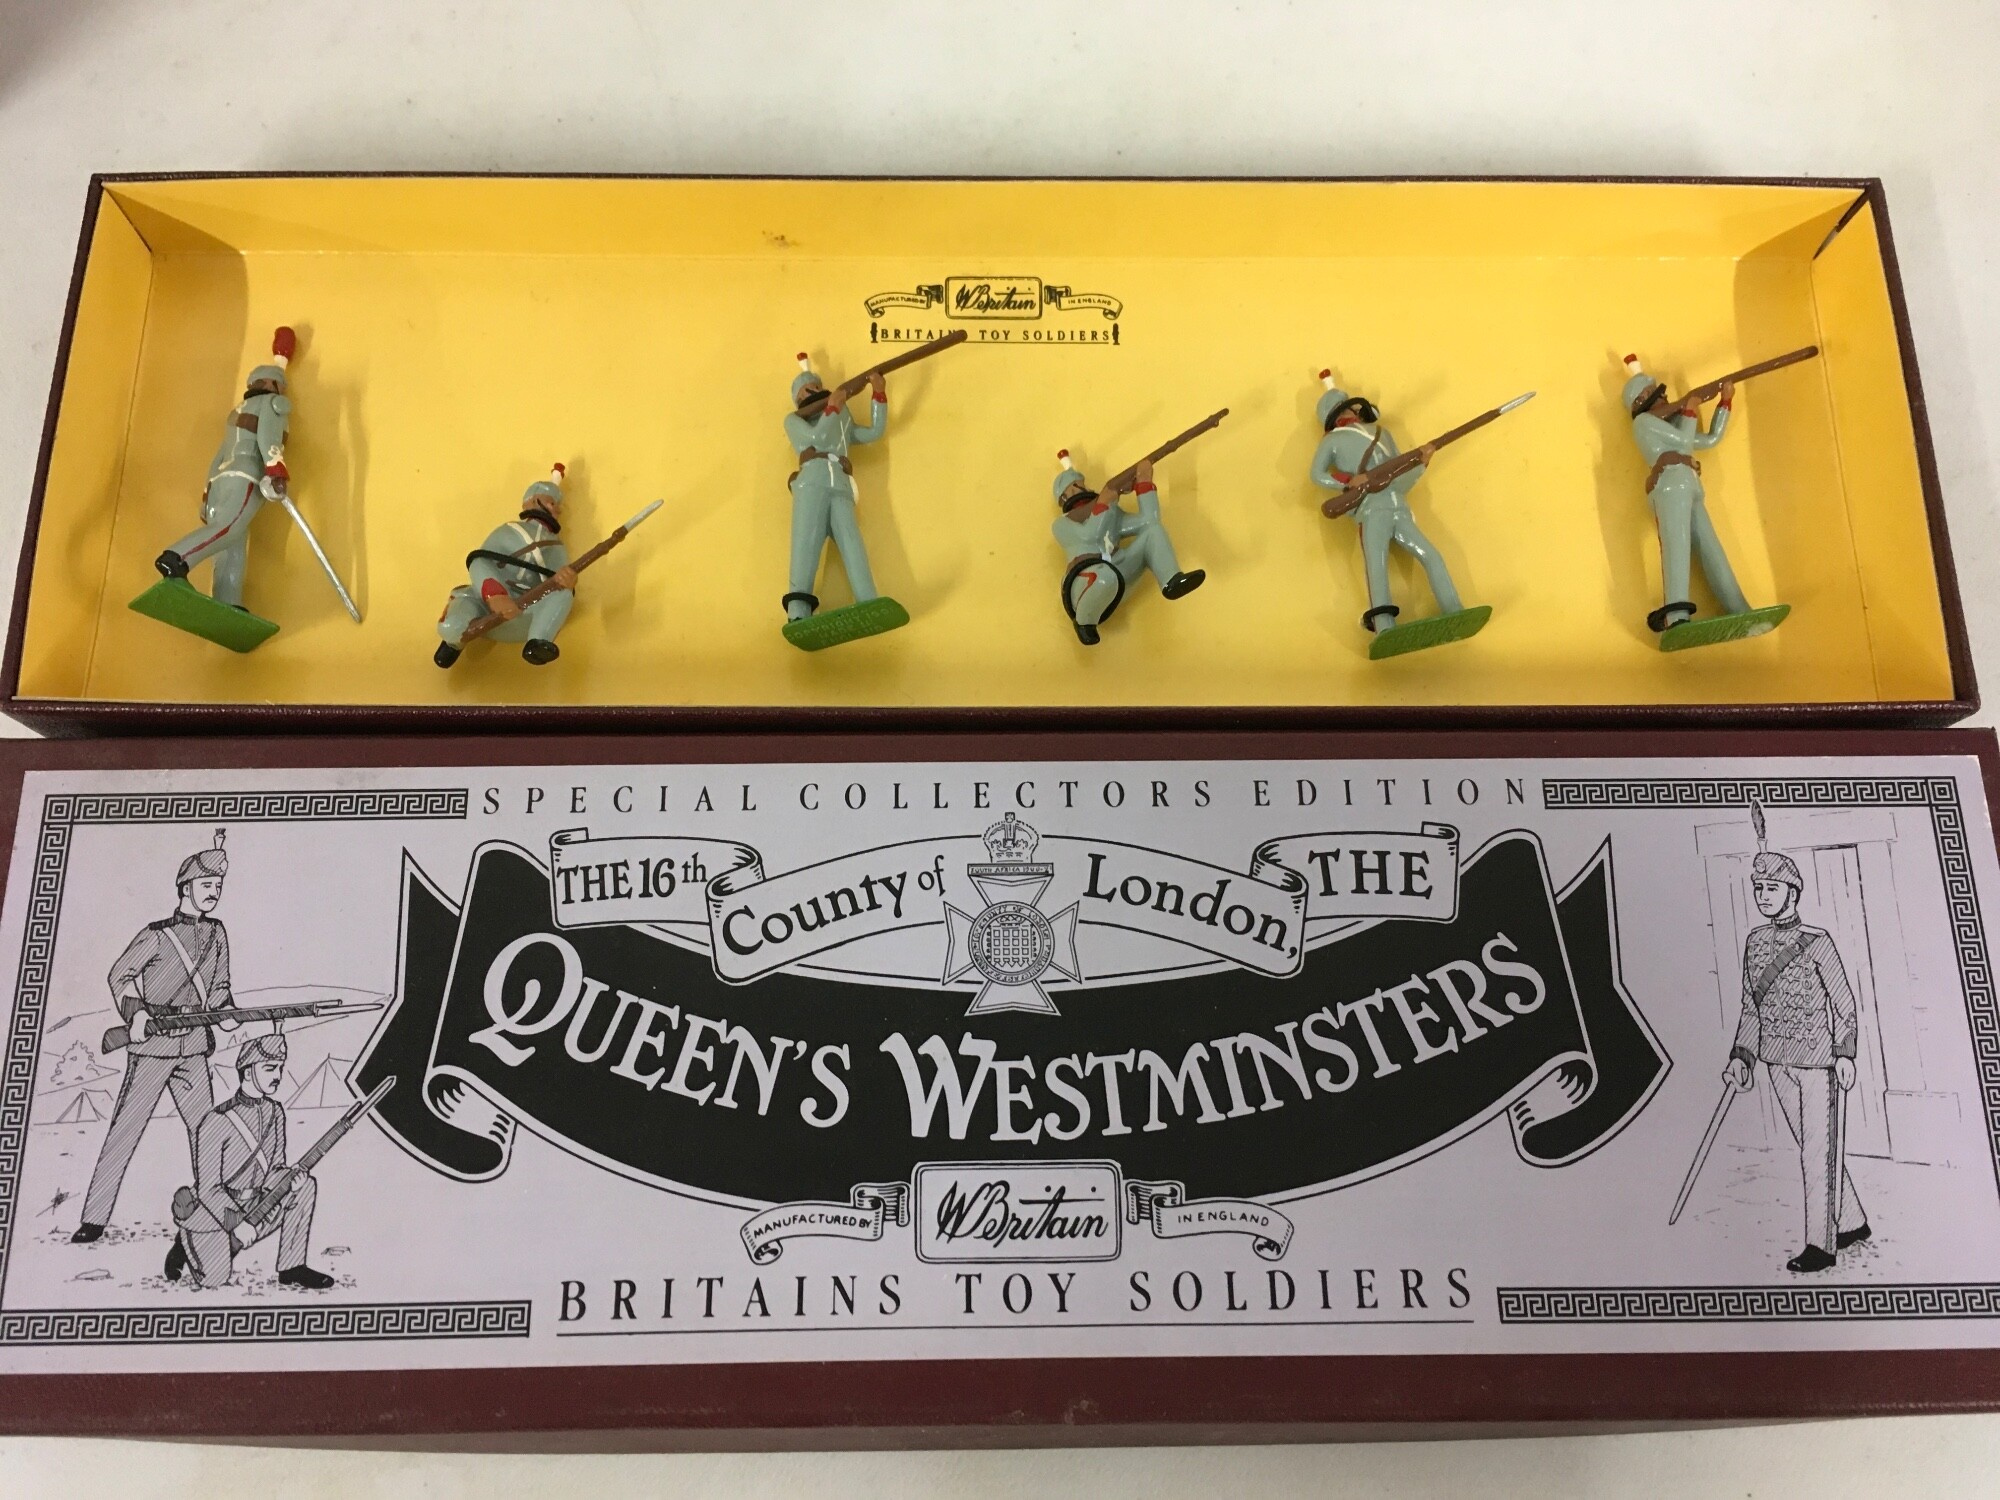 MANUFACTURED BY W Britain IN ENGLAND
BRITAINS TOY SOLDIERS
SPECIAL COLLECTORS EDITION
THE 16th County of London, THE
QUEEN'S WESTMINSTERS
MANUFACTURED BY W Britain IN ENGLAND
BRITAINS TOY SOLDIERS